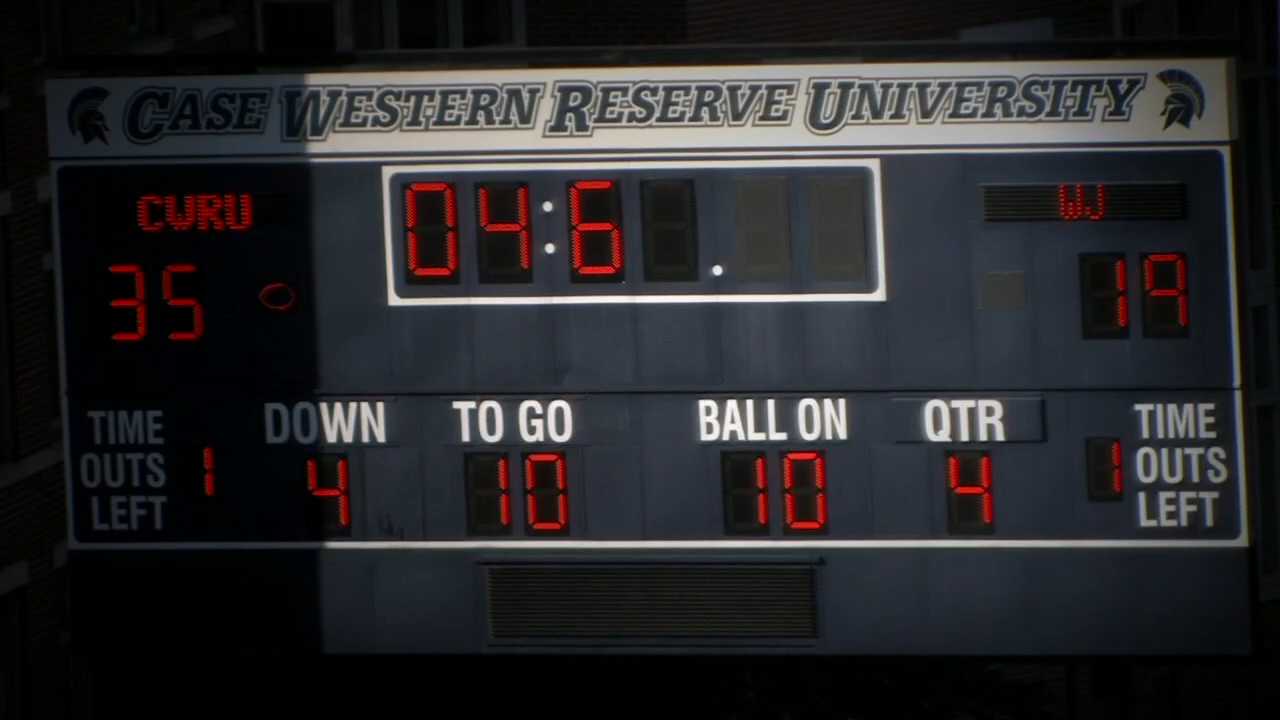 CASE WESTERN RESERVE UNIVERSITY
CWRU
04:6 .
WJ
35
19
TIME OUTS LEFT 1
DOWN 4
TO GO 10
BALL ON 10
QTR 4
1 TIME OUTS LEFT